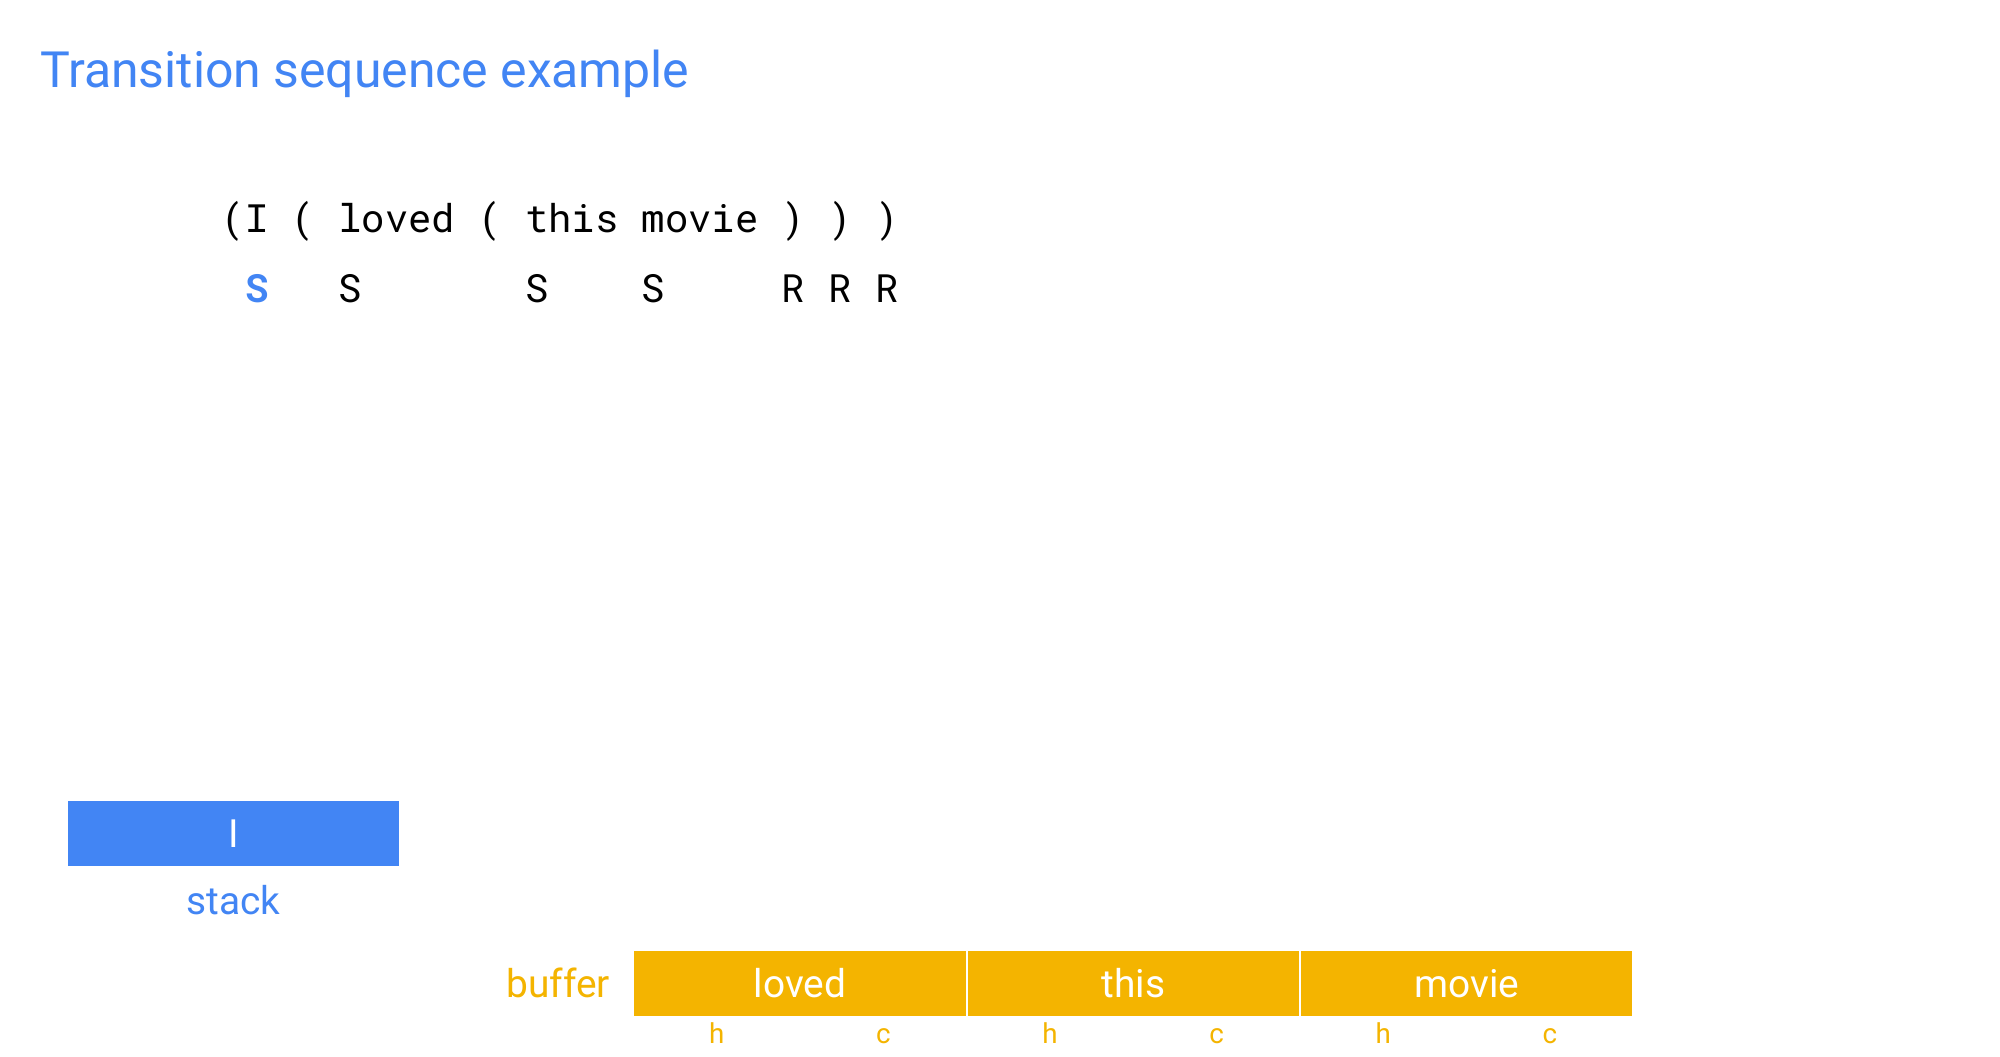 Transition sequence example
(I ( loved ( this movie ) ) )
S S S S R R R
I
stack
buffer loved this movie
h c h c h c